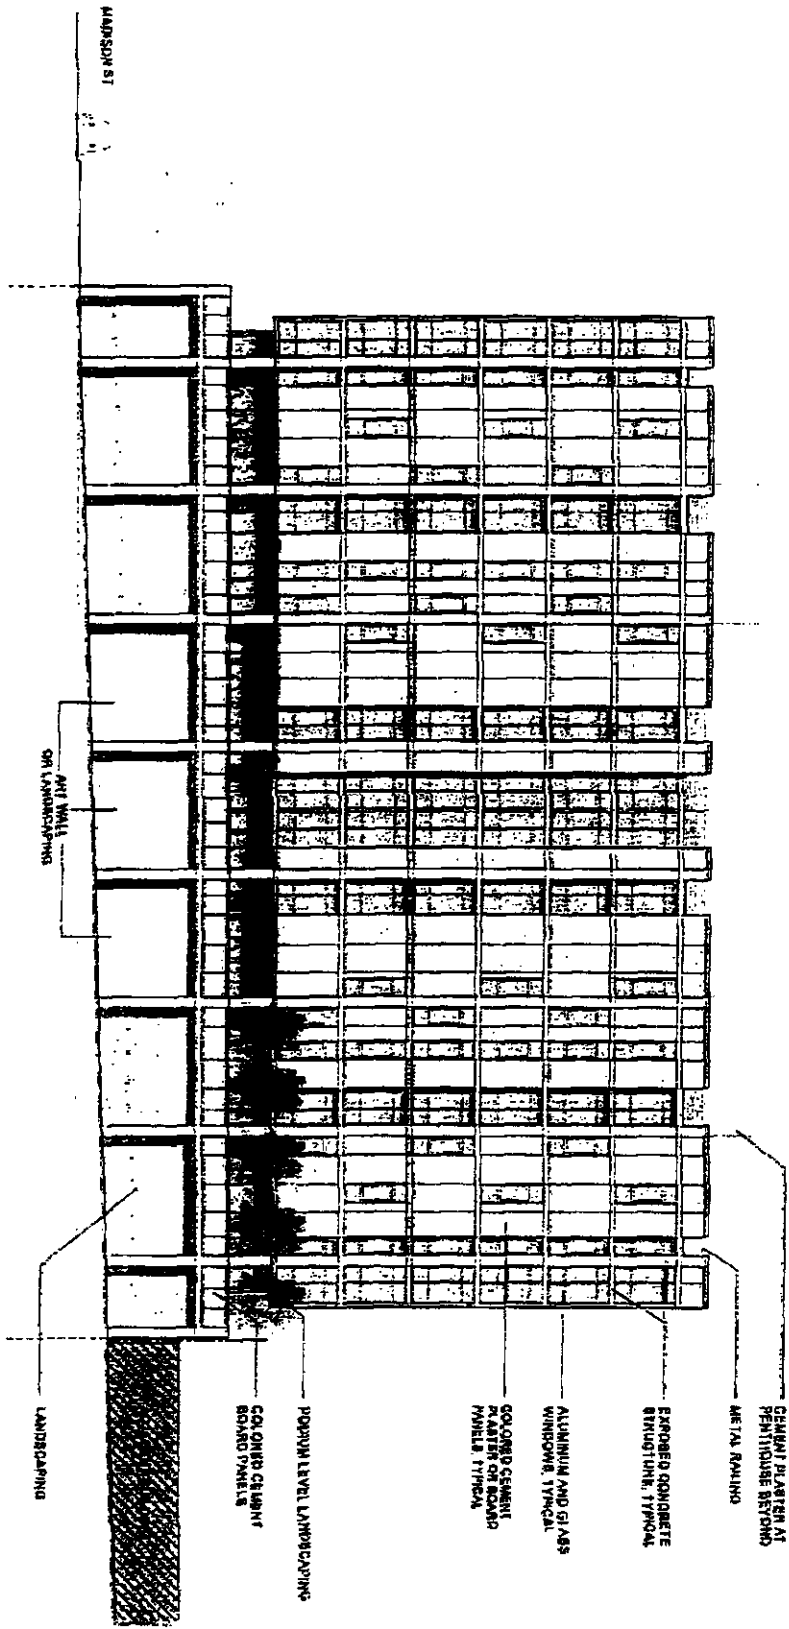 MADISON ST
CEMENT PLASTER AT
PENTHOUSE BEYOND
METAL RAILING
EXPOSED CONCRETE
STRUCTURE, TYPICAL
ALUMINUM AND GLASS
WINDOWS, TYPICAL
COLORED CEMENT
PLASTER OR BOARD
PANELS, TYPICAL
PODIUM LEVEL LANDSCAPING
COLORED CEMENT
BOARD PANELS
LANDSCAPING
ART WALL
OR LANDSCAPING